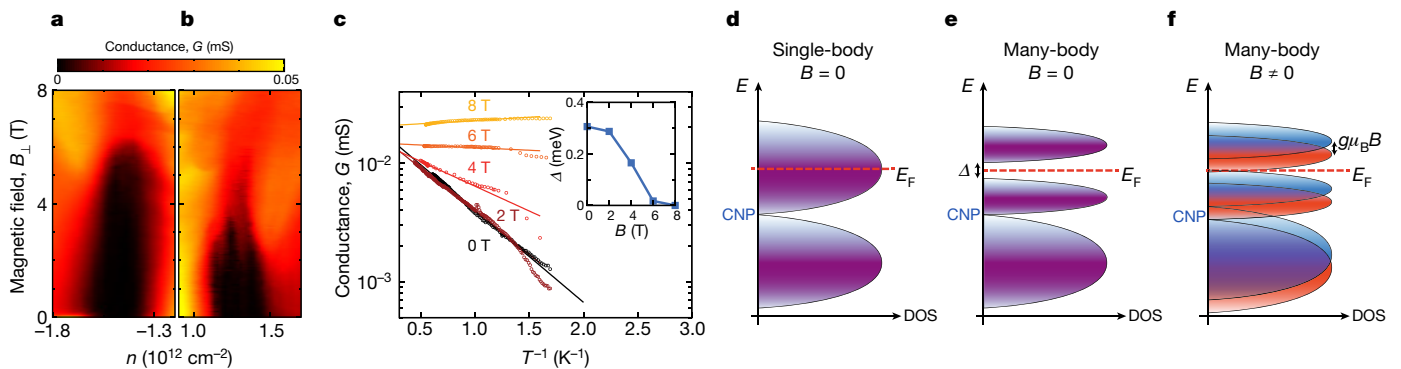 a
b
Conductance, G (mS)
0
0.05
Magnetic field, B⊥ (T)
8
4
0
−1.8
−1.3
1.0
1.5
n (10¹² cm⁻²)
c
Conductance, G (mS)
10⁻²
10⁻³
8 T
6 T
4 T
2 T
0 T
0.5
1.0
1.5
2.0
2.5
3.0
T⁻¹ (K⁻¹)
Δ (meV)
0.4
0.2
0
0
2
4
6
8
B (T)
d
Single-body
B = 0
E
E_F
CNP
DOS
e
Many-body
B = 0
E
Δ
E_F
CNP
DOS
f
Many-body
B ≠ 0
E
gμ_BB
E_F
CNP
DOS